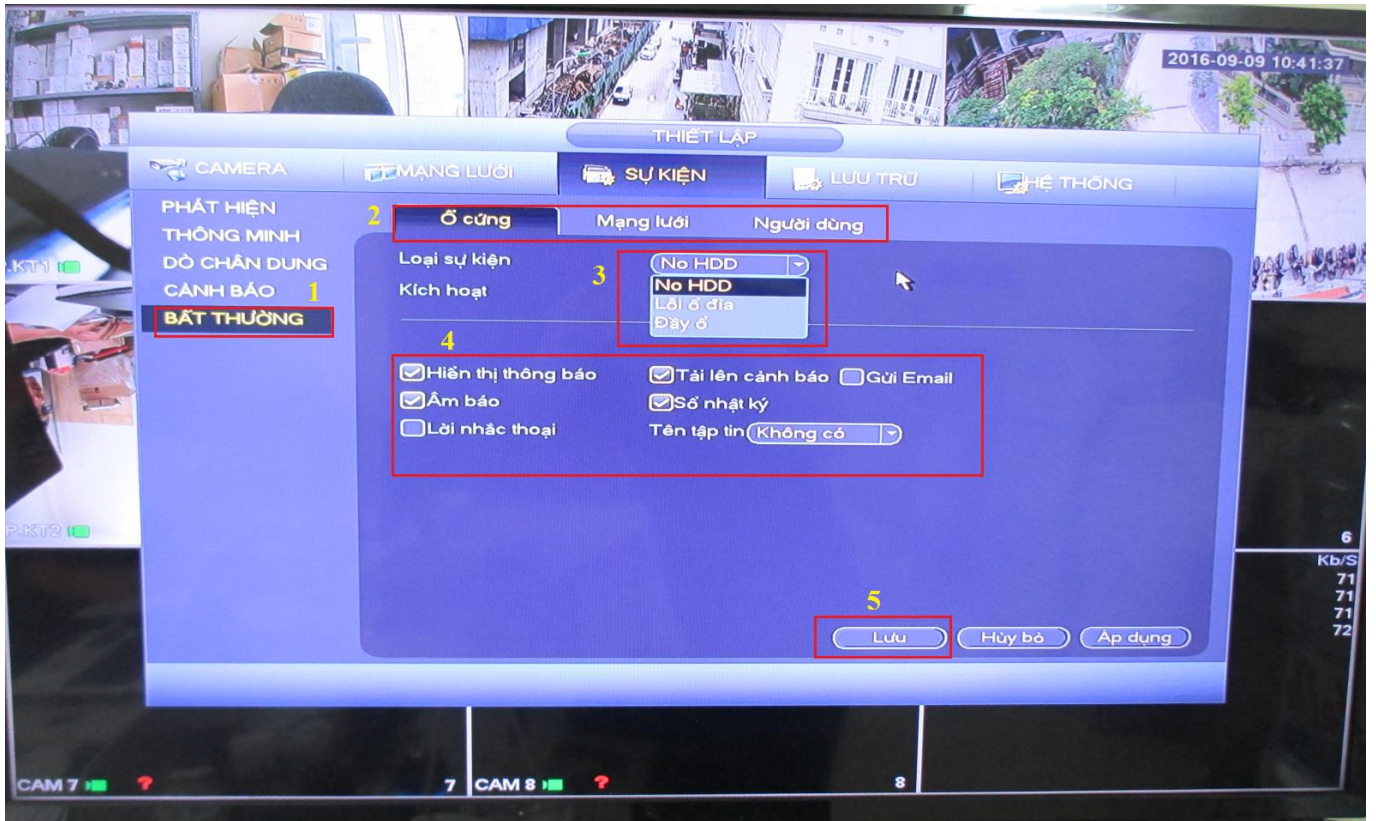 2016-09-09 10:41:37
THIẾT LẬP
CAMERA MẠNG LƯỚI SỰ KIỆN LƯU TRỮ HỆ THỐNG
PHÁT HIỆN
THÔNG MINH
DÒ CHÂN DUNG
CẢNH BÁO
1
BẤT THƯỜNG
2
Ổ cứng Mạng lưới Người dùng
Loại sự kiện No HDD
3
Kích hoạt
No HDD
Lỗi ổ đĩa
Đầy ổ
4
Hiển thị thông báo Tải lên cảnh báo Gửi Email
Âm báo Sổ nhật ký
Lời nhắc thoại Tên tập tin Không có
5
Lưu Hủy bỏ Áp dụng
.KT1
P.KT2
6
Kb/S
71
71
71
72
CAM 7 ? 7
CAM 8 ? 8